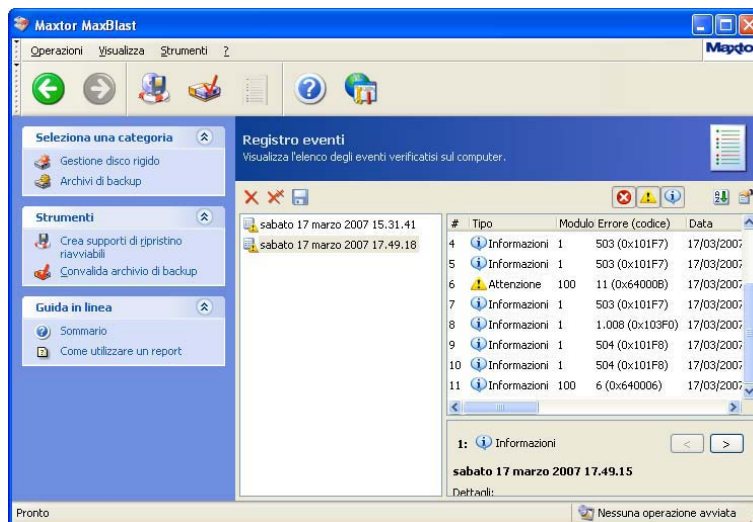 Maxtor MaxBlast
Operazioni Visualizza Strumenti ?
Maxto
Seleziona una categoria
Gestione disco rigido
Archivi di backup
Strumenti
Crea supporti di ripristino
riavviabili
Convalida archivio di backup
Guida in linea
Sommario
Come utilizzare un report
Registro eventi
Visualizza l'elenco degli eventi verificatisi sul computer.
sabato 17 marzo 2007 15.31.41
sabato 17 marzo 2007 17.49.18
# Tipo Modulo Errore (codice) Data
4 Informazioni 1 503 (0x101F7) 17/03/2007
5 Informazioni 1 503 (0x101F7) 17/03/2007
6 Attenzione 100 11 (0x64000B) 17/03/2007
7 Informazioni 1 503 (0x101F7) 17/03/2007
8 Informazioni 1 1.008 (0x103F0) 17/03/2007
9 Informazioni 1 504 (0x101F8) 17/03/2007
10 Informazioni 1 504 (0x101F8) 17/03/2007
11 Informazioni 100 6 (0x640006) 17/03/2007
1: Informazioni < >
sabato 17 marzo 2007 17.49.15
Dettagli:
Pronto
Nessuna operazione avviata